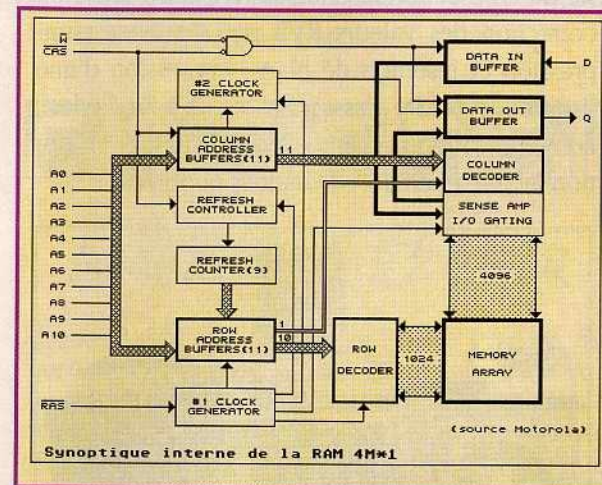 W
CAS
DATA IN
BUFFER
D
#2 CLOCK
GENERATOR
DATA OUT
BUFFER
Q
COLUMN
ADDRESS
BUFFERS(11)
11
COLUMN
DECODER
A0
A1
A2
A3
A4
A5
A6
A7
A8
A9
A10
REFRESH
CONTROLLER
SENSE AMP
I/O GATING
REFRESH
COUNTER(9)
4096
ROW
ADDRESS
BUFFERS(11)
1
10
ROW
DECODER
1024
MEMORY
ARRAY
RAS
#1 CLOCK
GENERATOR
(source Motorola)
Synoptique interne de la RAM 4M*1